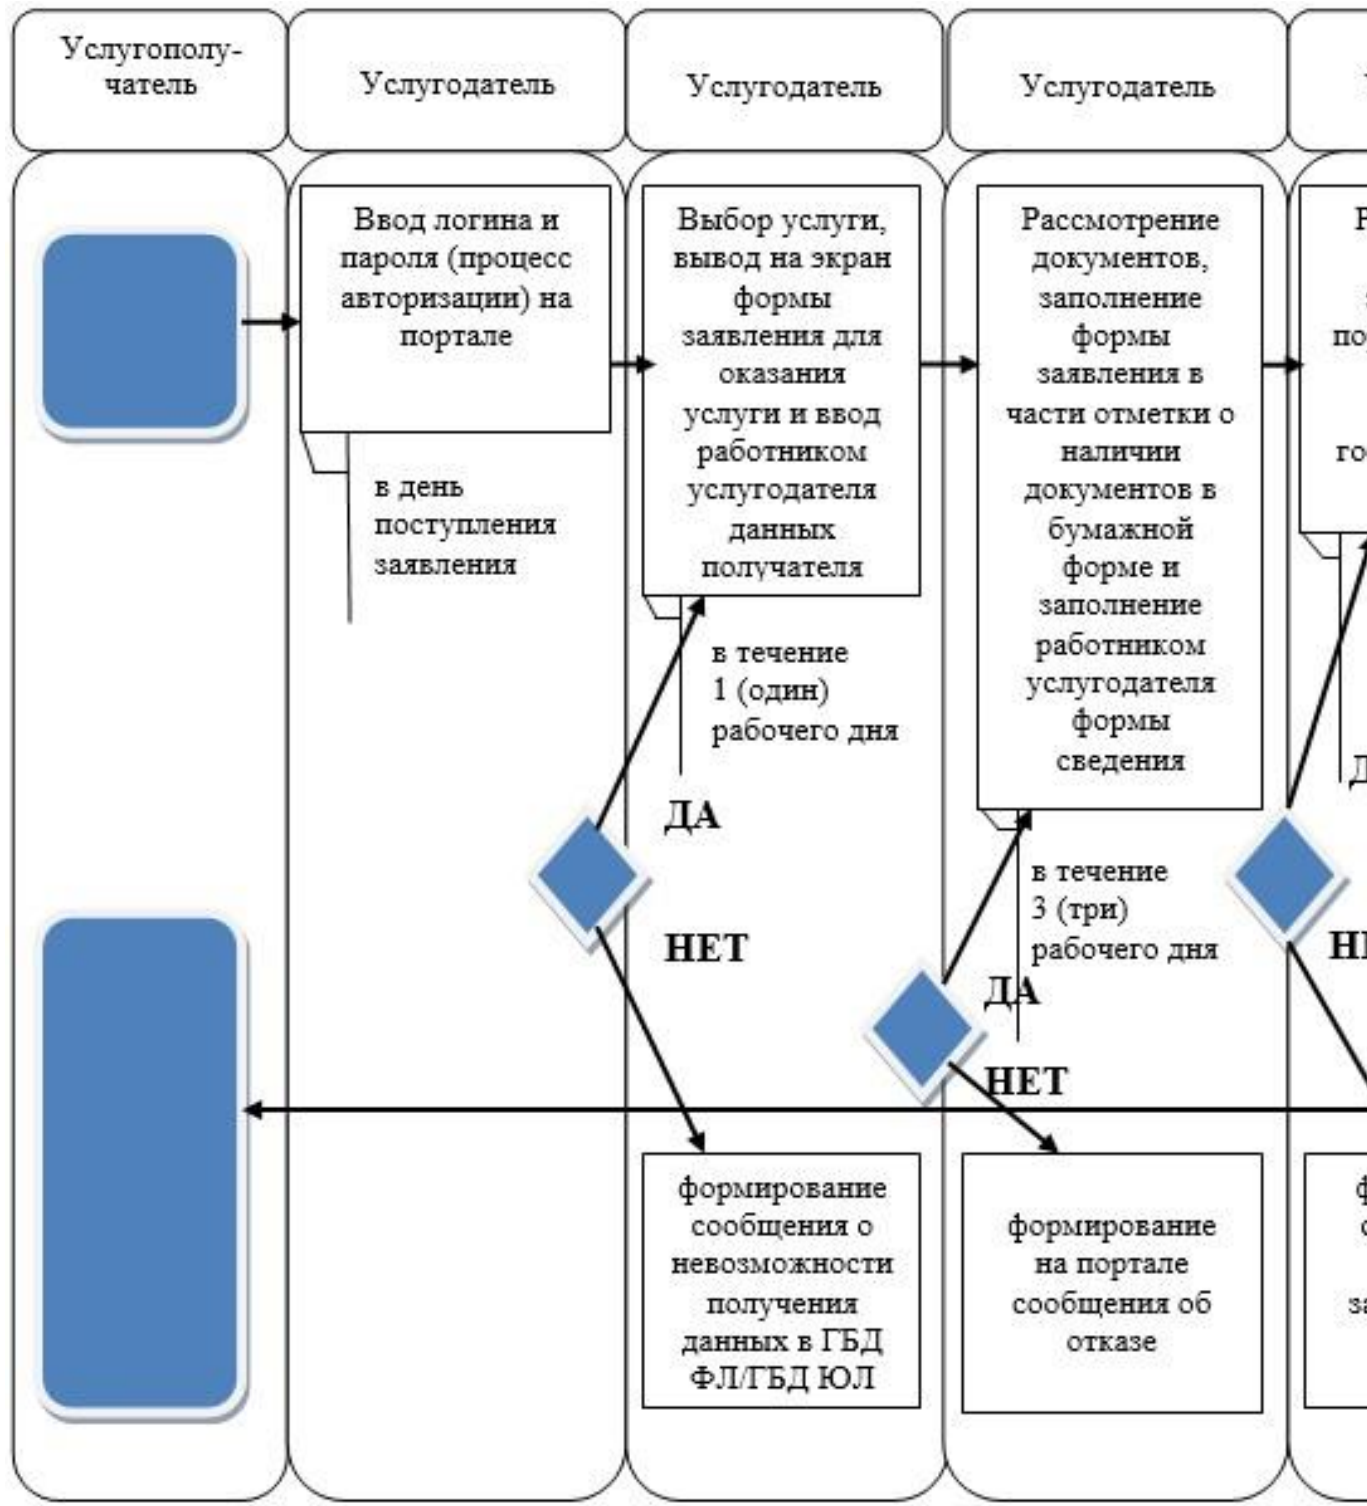 Услугополу-
чатель
Услугодатель
Услугодатель
Услугодатель
Ввод логина и
пароля (процесс
авторизации) на
портале
в день
поступления
заявления
Выбор услуги,
вывод на экран
формы
заявления для
оказания
услуги и ввод
работником
услугодателя
данных
получателя
в течение
1 (один)
рабочего дня
ДА
НЕТ
формирование
сообщения о
невозможности
получения
данных в ГБД
ФЛ/ГБД ЮЛ
Рассмотрение
документов,
заполнение
формы
заявления в
части отметки о
наличии
документов в
бумажной
форме и
заполнение
работником
услугодателя
формы
сведения
в течение
3 (три)
рабочего дня
ДА
НЕТ
формирование
на портале
сообщения об
отказе